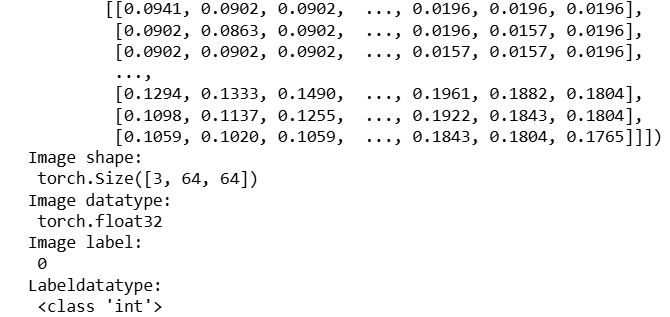 [[0.0941, 0.0902, 0.0902,  ..., 0.0196, 0.0196, 0.0196],
[0.0902, 0.0863, 0.0902,  ..., 0.0196, 0.0157, 0.0196],
[0.0902, 0.0902, 0.0902,  ..., 0.0157, 0.0157, 0.0196],
...,
[0.1294, 0.1333, 0.1490,  ..., 0.1961, 0.1882, 0.1804],
[0.1098, 0.1137, 0.1255,  ..., 0.1922, 0.1843, 0.1804],
[0.1059, 0.1020, 0.1059,  ..., 0.1843, 0.1804, 0.1765]]])
Image shape:
torch.Size([3, 64, 64])
Image datatype:
torch.float32
Image label:
0
Labeldatatype:
<class 'int'>